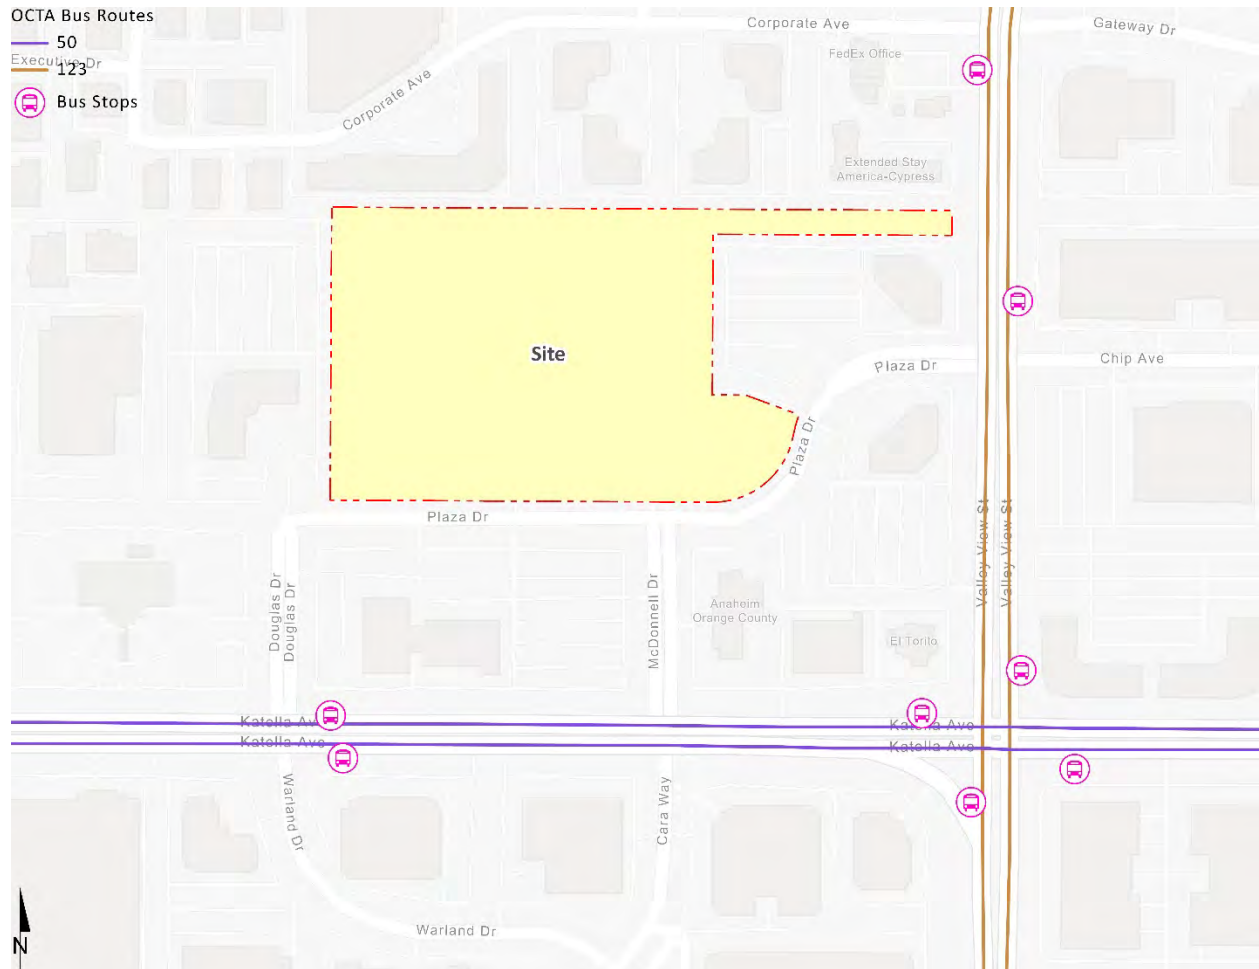 OCTA Bus Routes
50
Executive Dr
123
Bus Stops
Corporate Ave
Gateway Dr
FedEx Office
Corporate Ave
Extended Stay
America-Cypress
Site
Plaza Dr
Chip Ave
Plaza Dr
Plaza Dr
Valley View St
Valley View St
Douglas Dr
Douglas Dr
McDonnell Dr
Anaheim
Orange County
El Torito
Katella Ave
Katella Ave
Katella Ave
Katella Ave
Warland Dr
Cara Way
Warland Dr
N